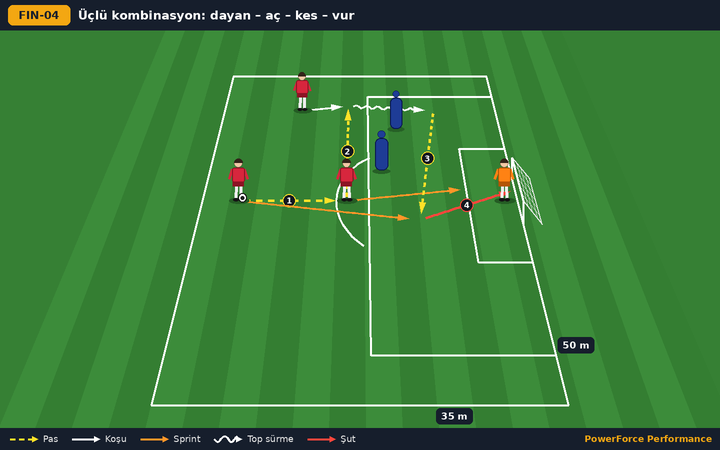 FIN-04 Üçlü kombinasyon: dayan – aç – kes – vur
2
3
1
4
50 m
35 m
Pas Koşu Sprint Top sürme Şut PowerForce Performance